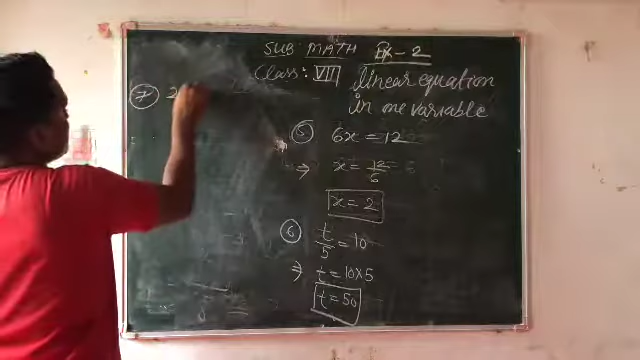 SUB MATH Ex-2
Class: VIII linear equation
in one variable
7 2
5 6x = 12
⇒ x = 12/6
x = 2
6 t/5 = 10
⇒ t = 10×5
t = 50